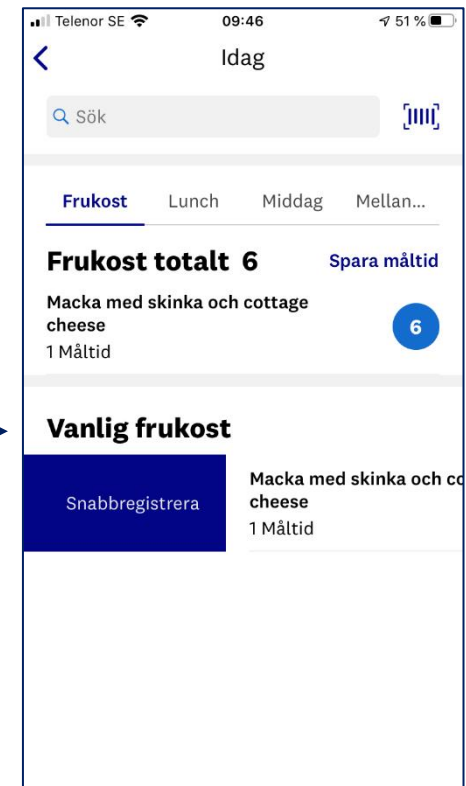 Telenor SE 09:46 51 %
Idag
Sök
Frukost Lunch Middag Mellan...
Frukost totalt 6 Spara måltid
Macka med skinka och cottage
cheese
6
1 Måltid
Vanlig frukost
Snabbregistrera
Macka med skinka och co
cheese
1 Måltid